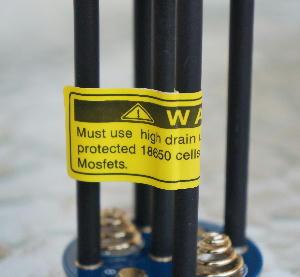 WA
Must use high drain u
protected 18650 cells
Mosfets.